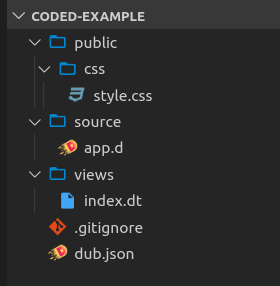 CODED-EXAMPLE
public
css
style.css
source
app.d
views
index.dt
.gitignore
dub.json